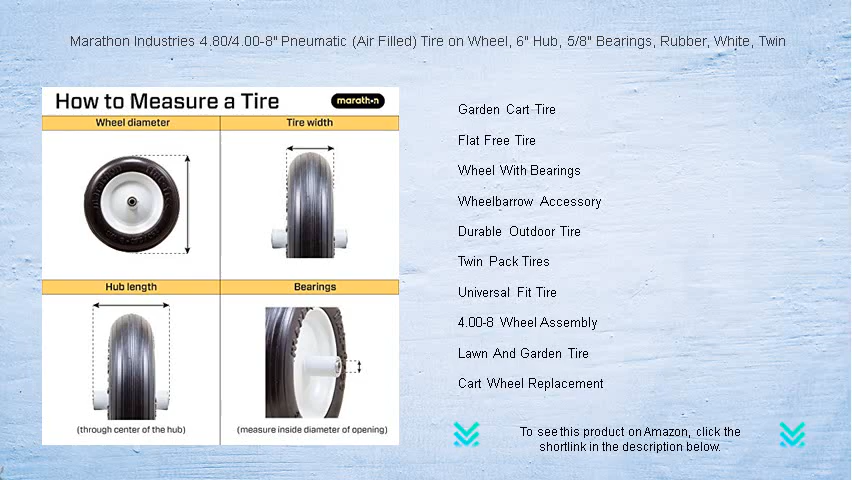 Marathon Industries 4.80/4.00-8" Pneumatic (Air Filled) Tire on Wheel, 6" Hub, 5/8" Bearings, Rubber, White, Twin
How to Measure a Tire
marathon
Wheel diameter
Tire width
Hub length
Bearings
(through center of the hub)
(measure inside diameter of opening)
Garden Cart Tire
Flat Free Tire
Wheel With Bearings
Wheelbarrow Accessory
Durable Outdoor Tire
Twin Pack Tires
Universal Fit Tire
4.00-8 Wheel Assembly
Lawn And Garden Tire
Cart Wheel Replacement
To see this product on Amazon, click the
shortlink in the description below.